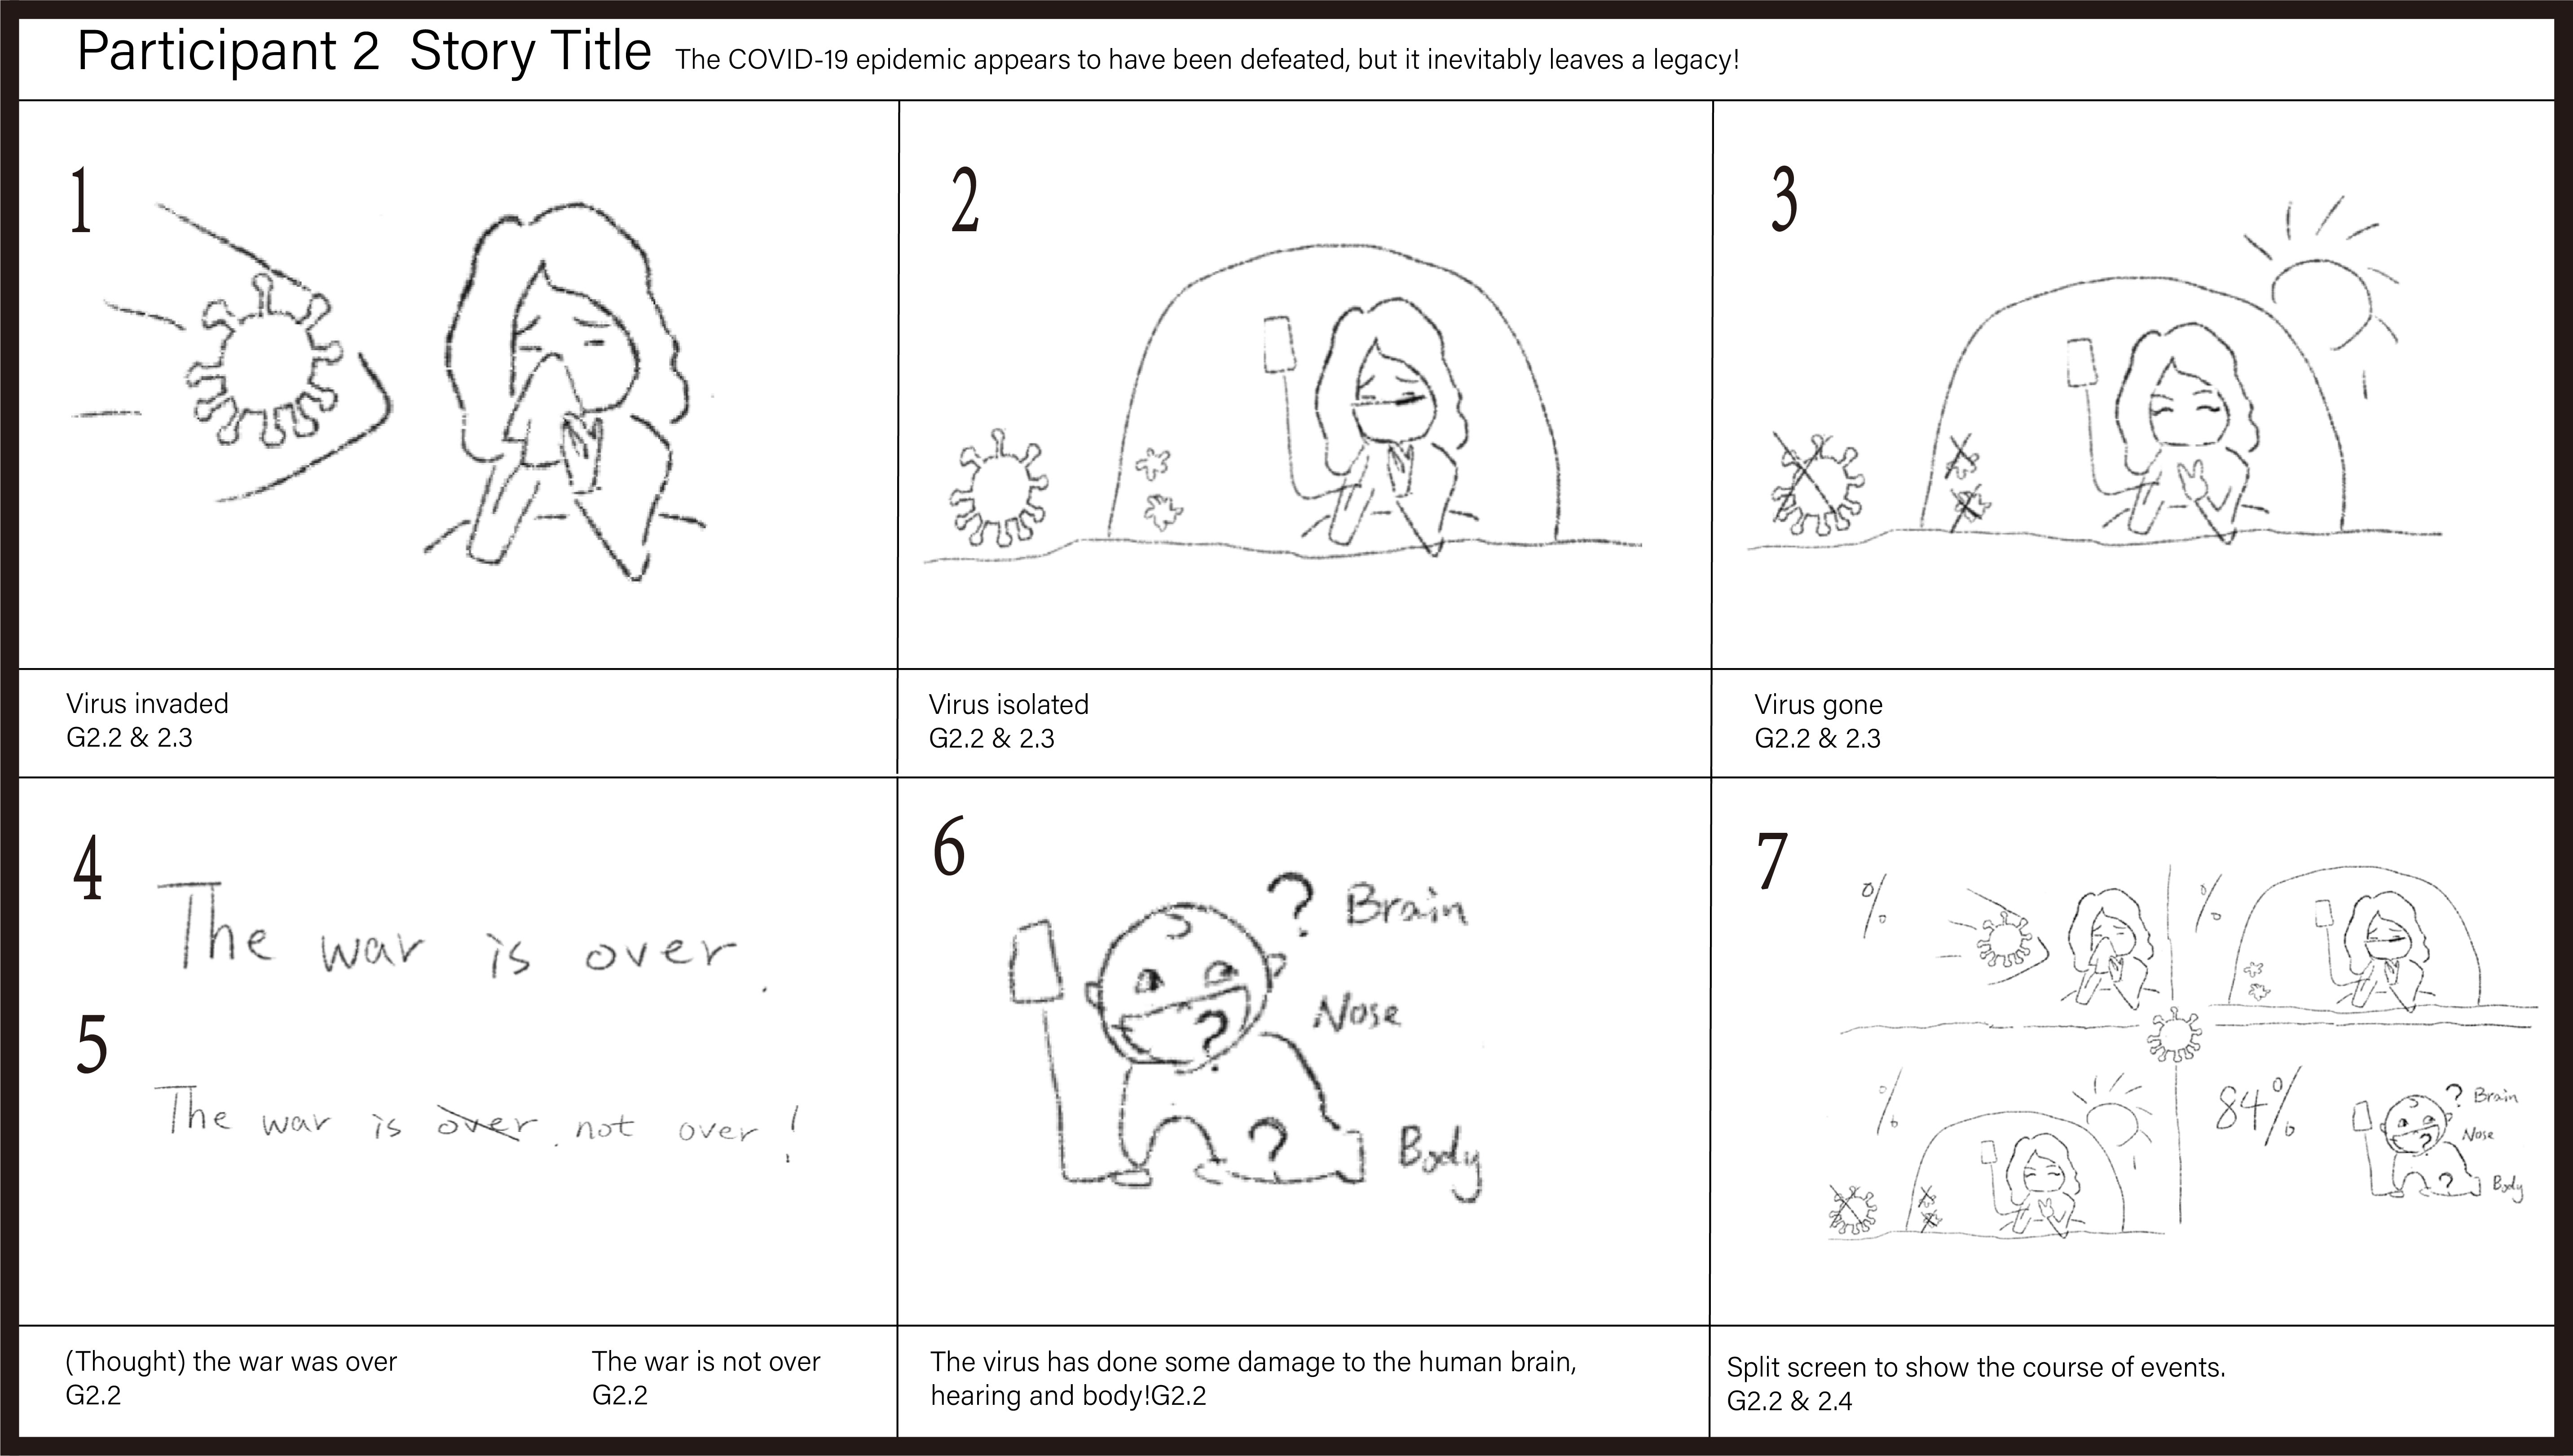 Participant 2 Story Title The COVID-19 epidemic appears to have been defeated, but it inevitably leaves a legacy!
1
2
3
Virus invaded
G2.2 & 2.3
Virus isolated
G2.2 & 2.3
Virus gone
G2.2 & 2.3
4
The war is over.
5
The war is over. not over!
6
? Brain
Nose
?
? Body
7
%
%
%
84%
? Brain
Nose
?
? Body
(Thought) the war was over
G2.2
The war is not over
G2.2
The virus has done some damage to the human brain,
hearing and body!G2.2
Split screen to show the course of events.
G2.2 & 2.4